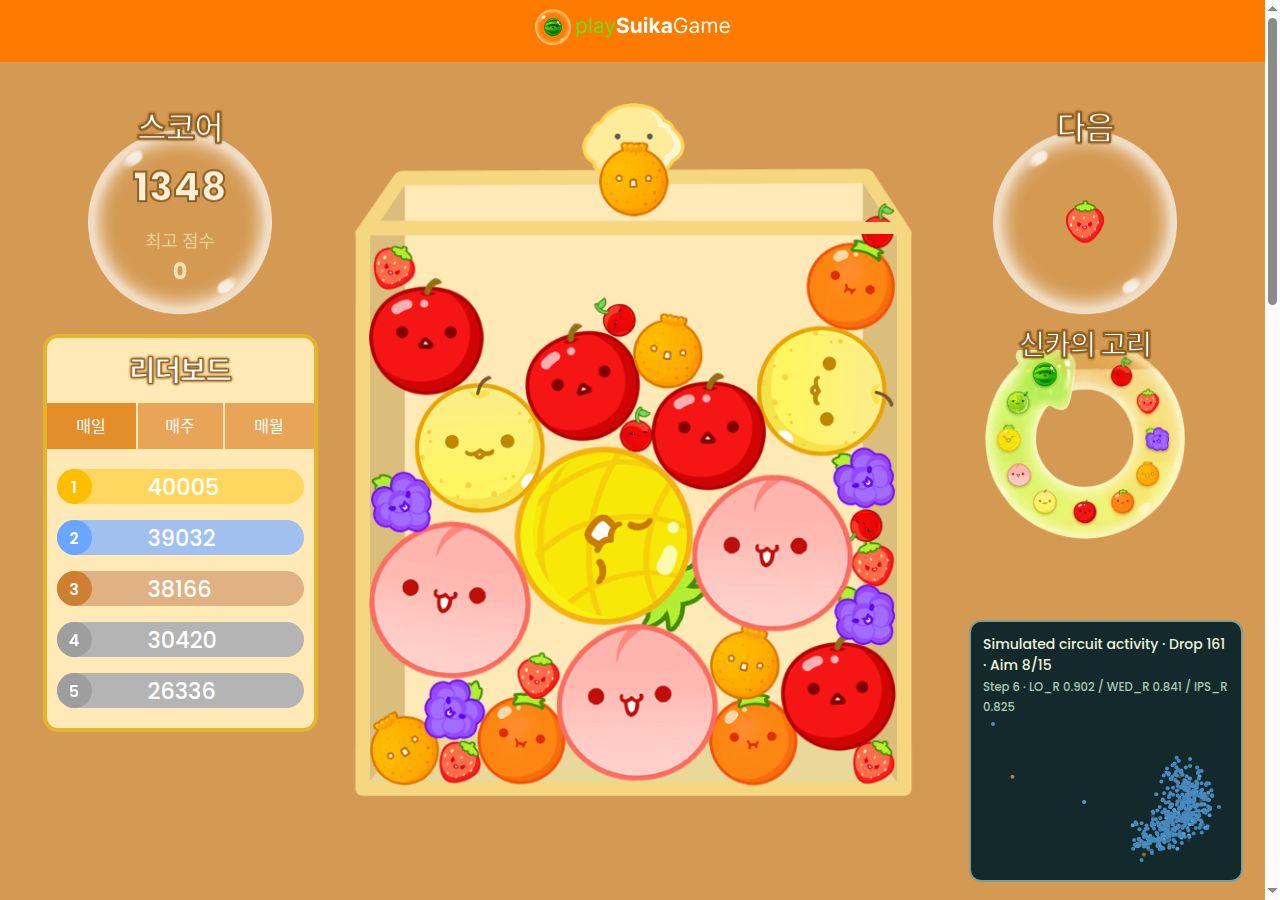 playSuikaGame
스코어
1348
최고 점수
0
다음
신카의 고리
리더보드
매일 매주 매월
1 40005
2 39032
3 38166
4 30420
5 26336
Simulated circuit activity · Drop 161
· Aim 8/15
Step 6 · LO_R 0.902 / WED_R 0.841 / IPS_R
0.825